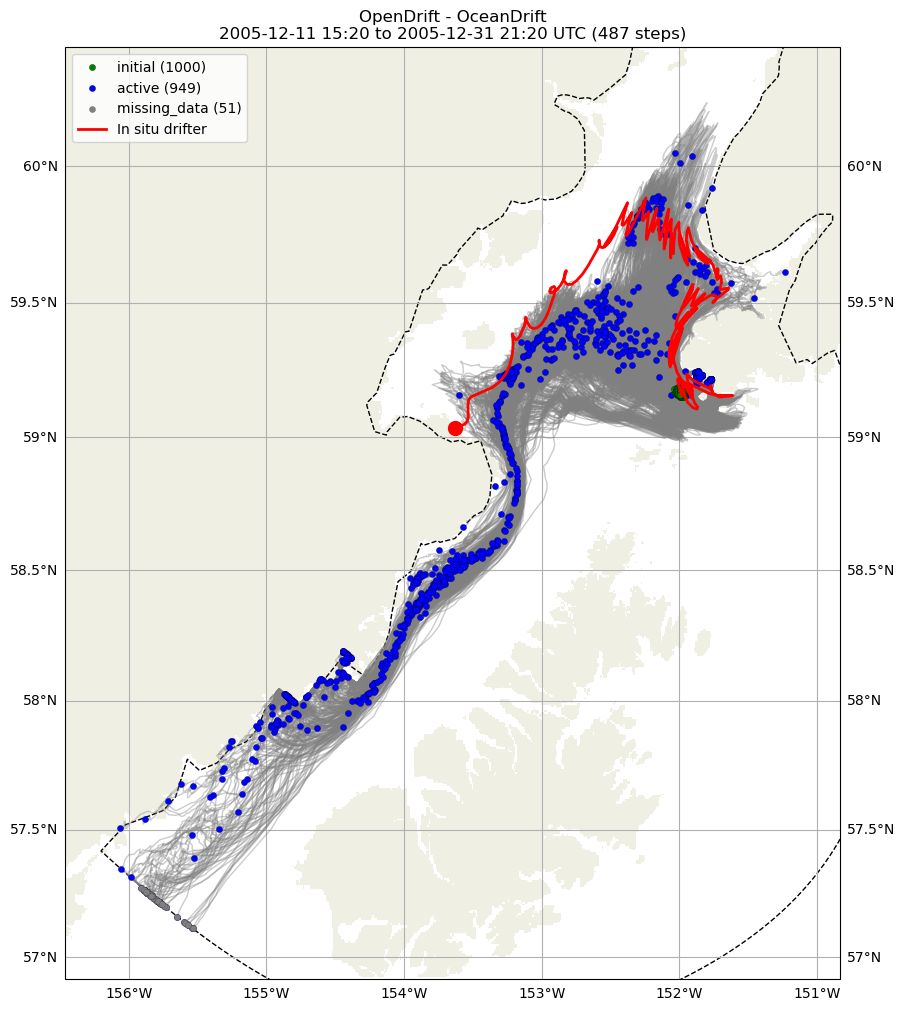 OpenDrift - OceanDrift
2005-12-11 15:20 to 2005-12-31 21:20 UTC (487 steps)
initial (1000)
active (949)
missing_data (51)
In situ drifter
60°N
60°N
59.5°N
59.5°N
59°N
59°N
58.5°N
58.5°N
58°N
58°N
57.5°N
57.5°N
57°N
57°N
156°W
155°W
154°W
153°W
152°W
151°W